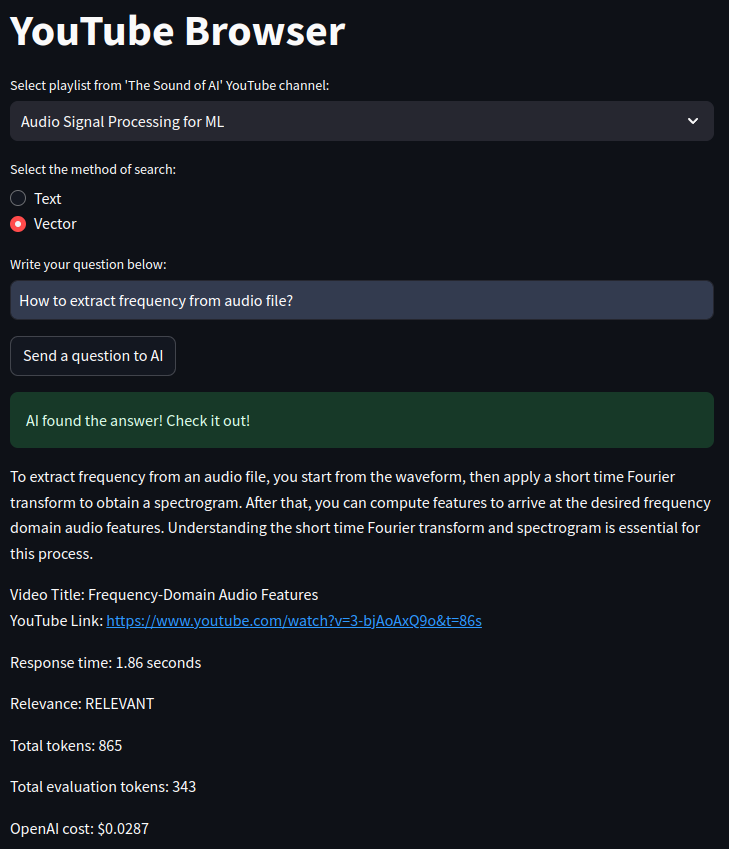 YouTube Browser
Select playlist from 'The Sound of AI' YouTube channel:
Audio Signal Processing for ML
Select the method of search:
Text
Vector
Write your question below:
How to extract frequency from audio file?
Send a question to AI
AI found the answer! Check it out!
To extract frequency from an audio file, you start from the waveform, then apply a short time Fourier
transform to obtain a spectrogram. After that, you can compute features to arrive at the desired frequency
domain audio features. Understanding the short time Fourier transform and spectrogram is essential for
this process.
Video Title: Frequency-Domain Audio Features
YouTube Link: https://www.youtube.com/watch?v=3-bjAoAxQ9o&t=86s
Response time: 1.86 seconds
Relevance: RELEVANT
Total tokens: 865
Total evaluation tokens: 343
OpenAI cost: $0.0287